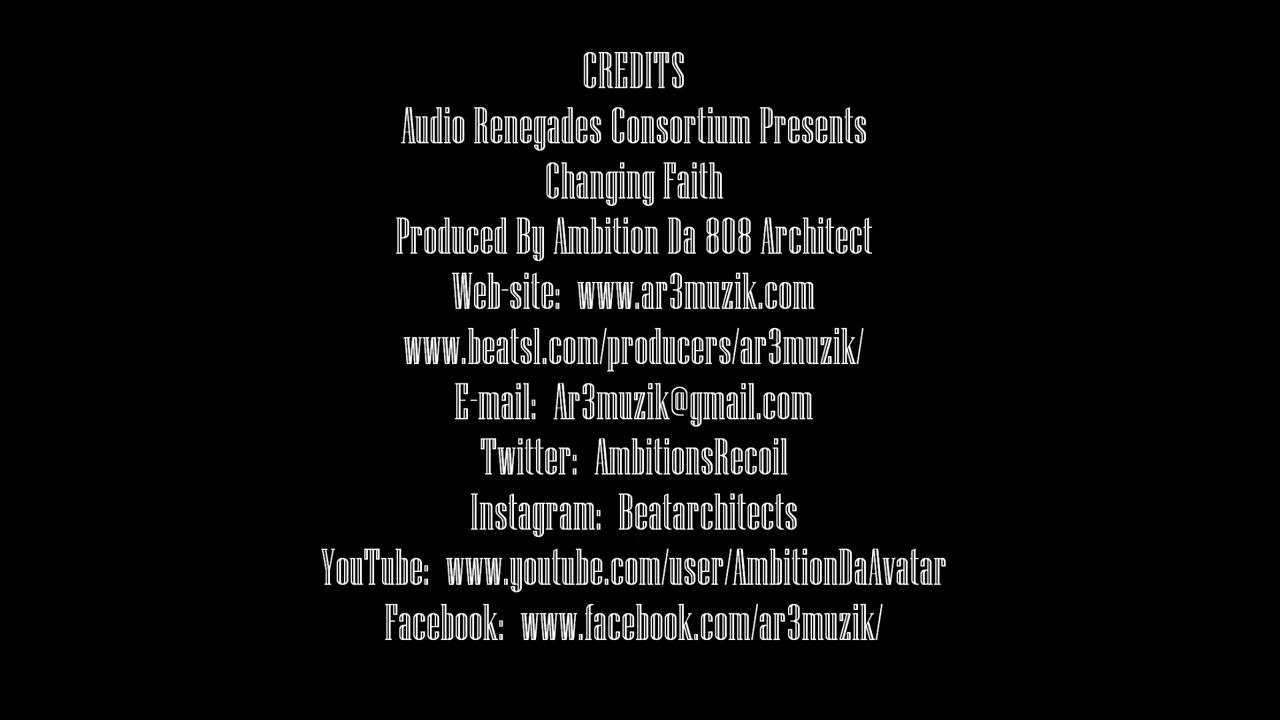 CREDITS
Audio Renegades Consortium Presents
Changing Faith
Produced By Ambition Da 808 Architect
Web-site: www.ar3muzik.com
www.beatsl.com/producers/ar3muzik/
E-mail: Ar3muzik@gmail.com
Twitter: AmbitionsRecoil
Instagram: Beatarchitects
YouTube: www.youtube.com/user/AmbitionDaAvatar
Facebook: www.facebook.com/ar3muzik/